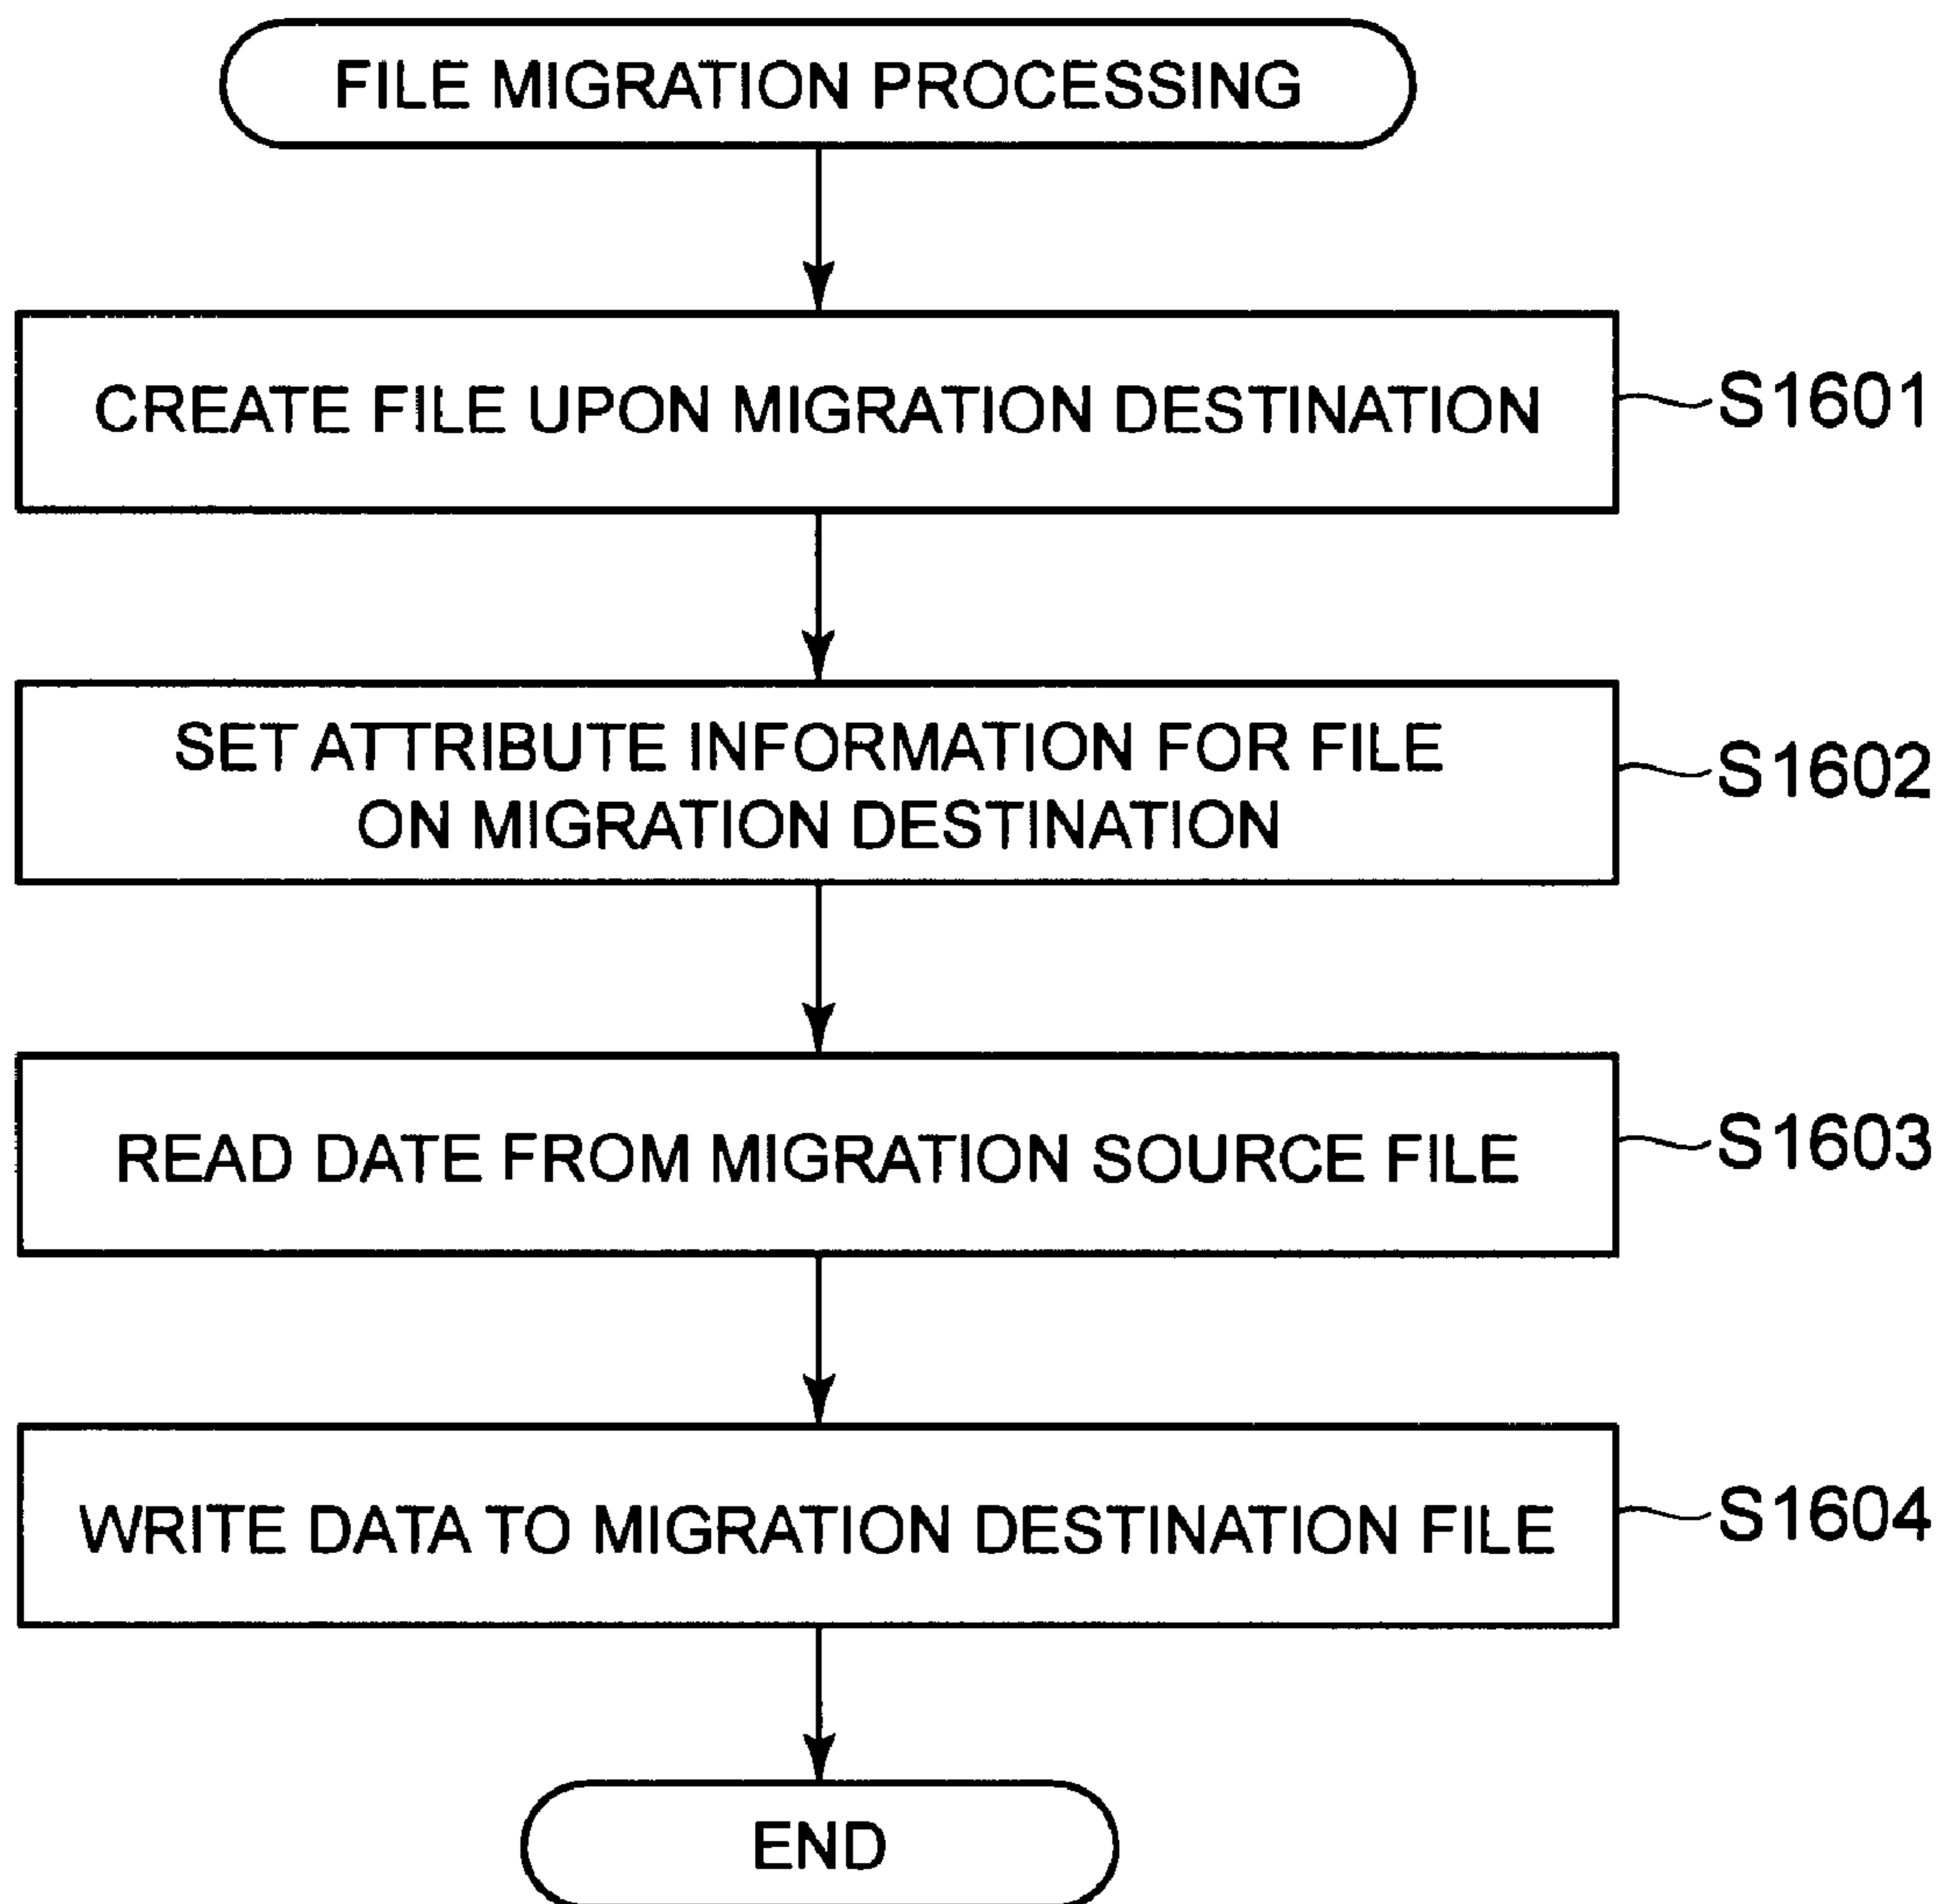 FILE MIGRATION PROCESSING
CREATE FILE UPON MIGRATION DESTINATION
S1601
SET ATTRIBUTE INFORMATION FOR FILE
ON MIGRATION DESTINATION
S1602
READ DATE FROM MIGRATION SOURCE FILE
S1603
WRITE DATA TO MIGRATION DESTINATION FILE
S1604
END